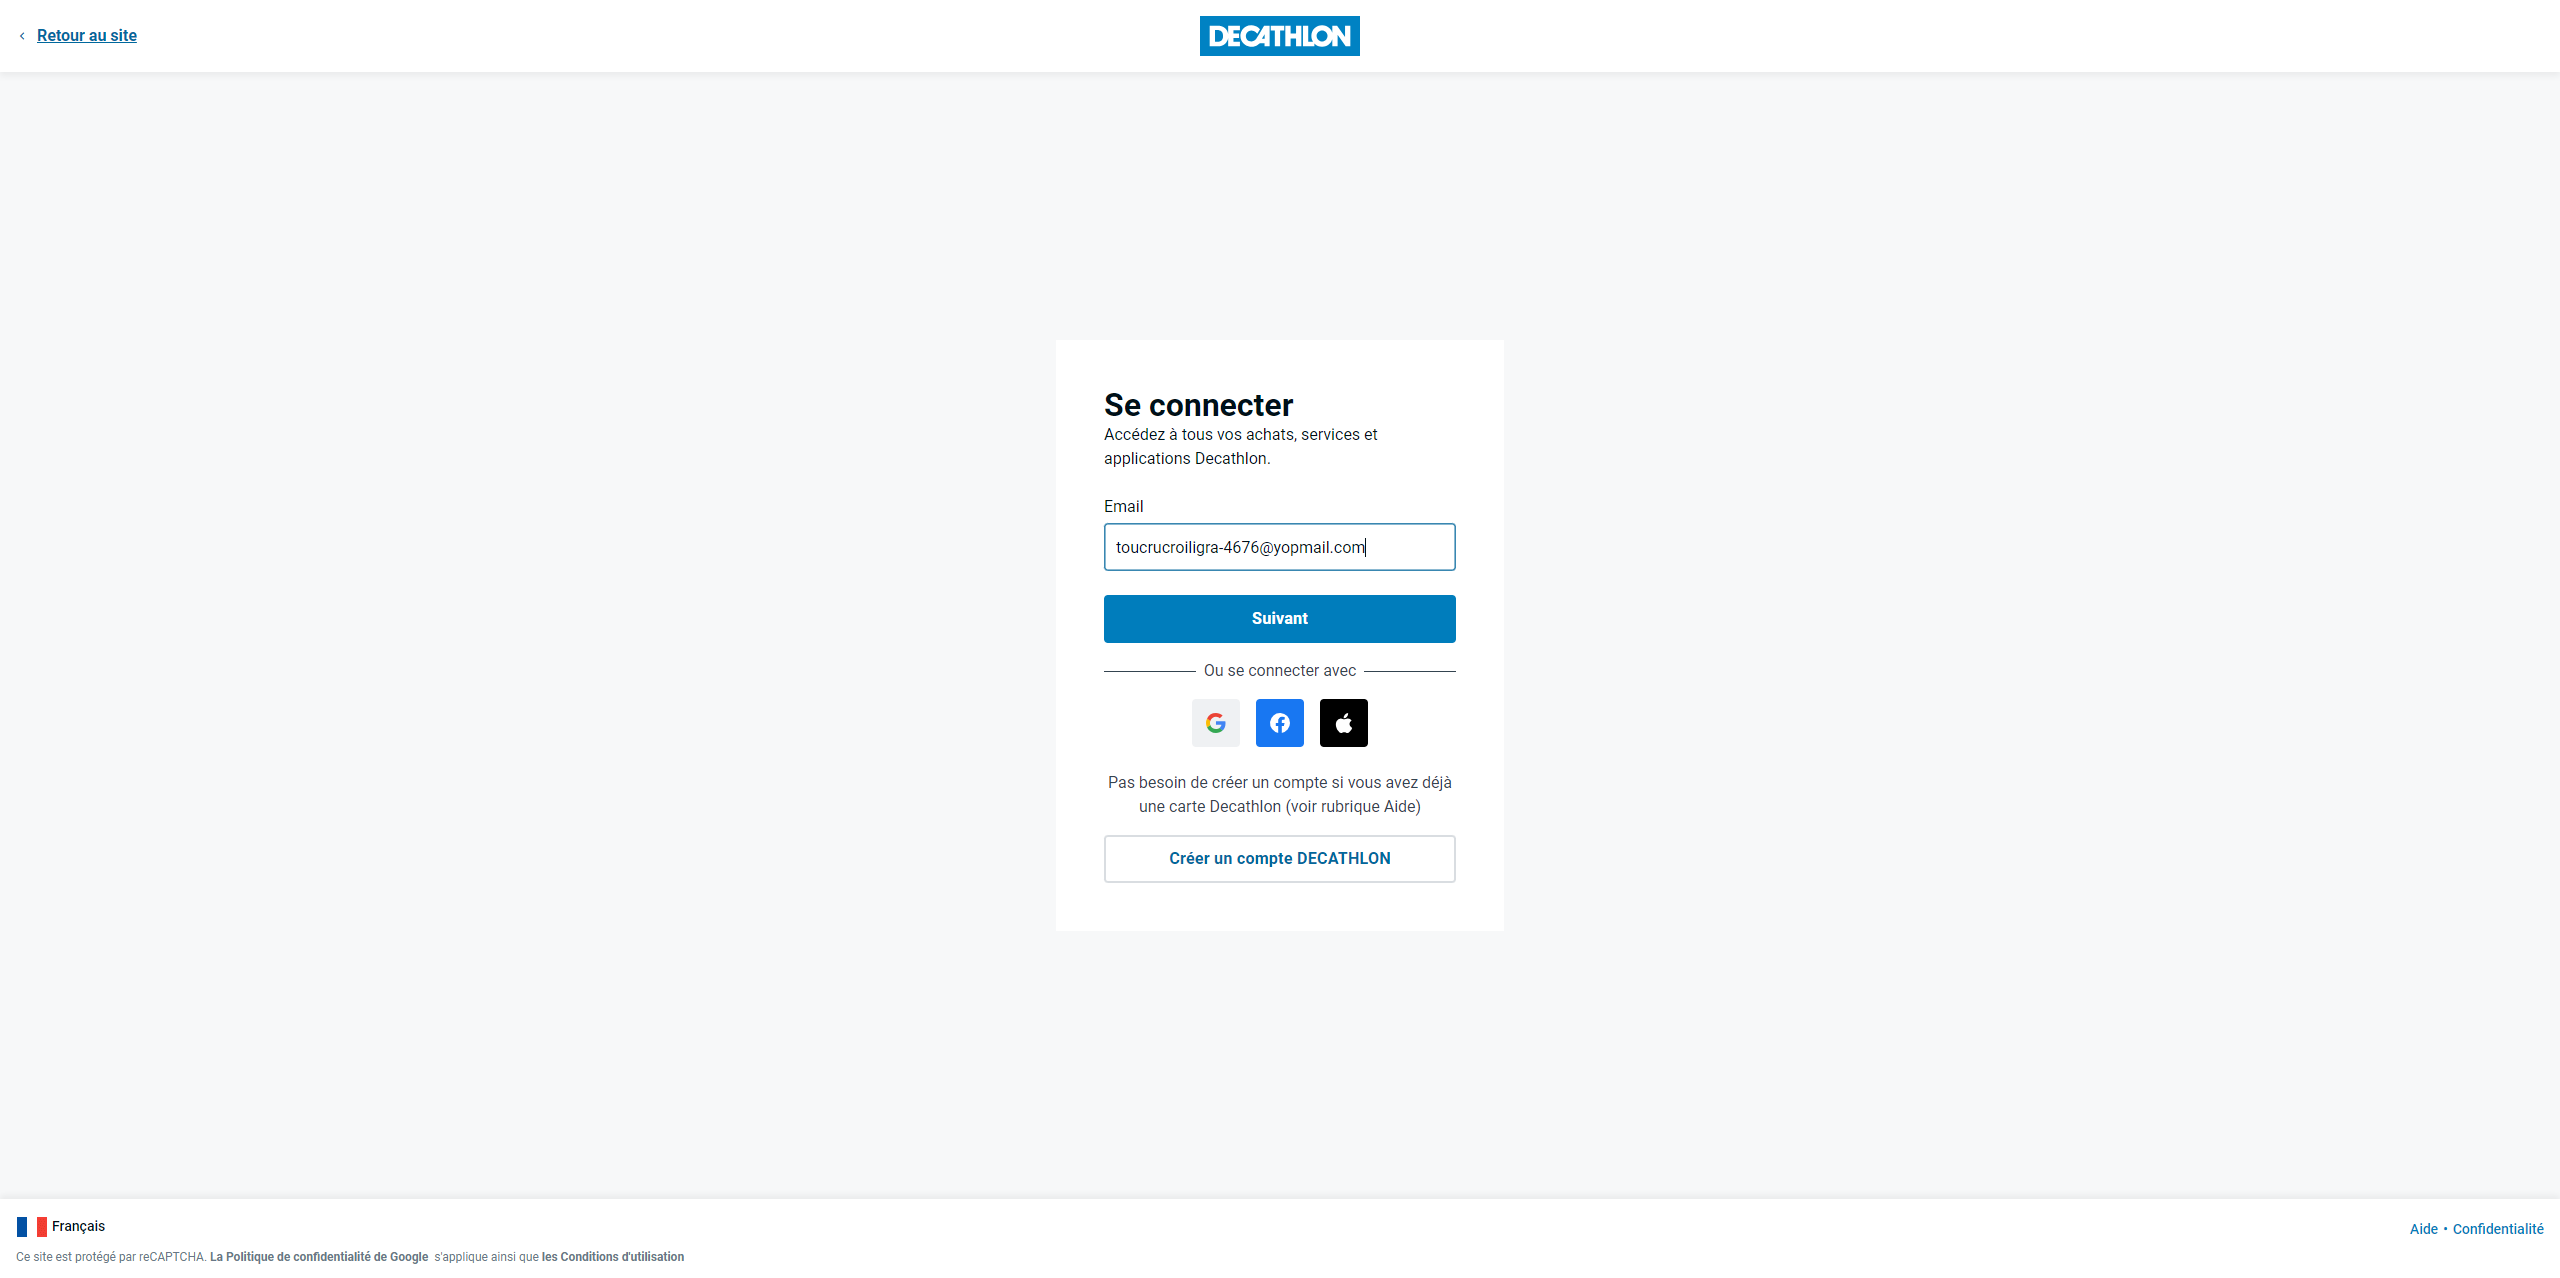 Retour au site
DECATHLON
Se connecter
Accédez à tous vos achats, services et
applications Decathlon.
Email
toucrucroiligra-4676@yopmail.com
Suivant
Ou se connecter avec
Pas besoin de créer un compte si vous avez déjà
une carte Decathlon (voir rubrique Aide)
Créer un compte DECATHLON
Français
Aide • Confidentialité
Ce site est protégé par reCAPTCHA. La Politique de confidentialité de Google s'applique ainsi que les Conditions d'utilisation